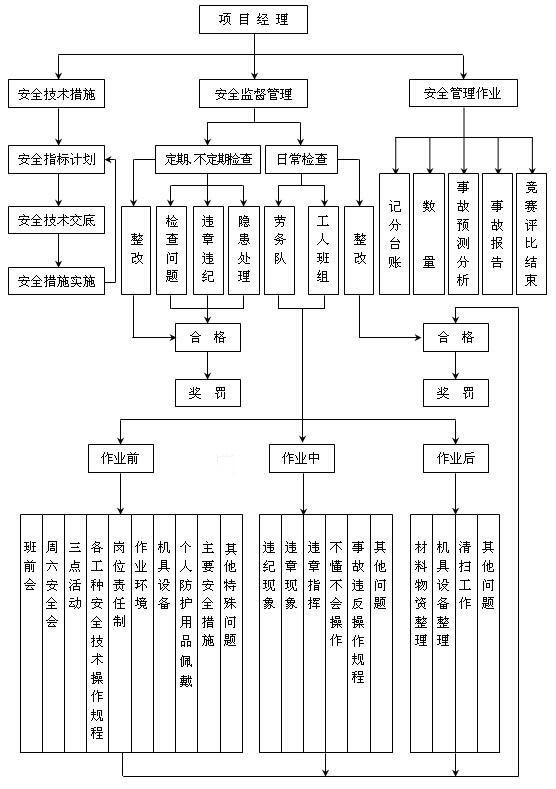 项目经理
安全技术措施
安全监督管理
安全管理作业
安全指标计划
定期、不定期检查
日常检查
安全技术交底
安全措施实施
整改
检查问题
违章违纪
隐患处理
劳务队
工人班组
整改
记分台账
数量
事故预测分析
事故报告
竞赛评比结束
合格
合格
奖罚
奖罚
作业前
作业中
作业后
班前会
周六安全会
三点活动
各工种安全技术操作规程
岗位责任制
作业环境
机具设备
个人防护用品佩戴
主要安全措施
其他特殊问题
违纪现象
违章现象
违章指挥
不懂不会操作
事故违反操作规程
其他问题
材料物资整理
机具设备整理
清扫工作
其他问题